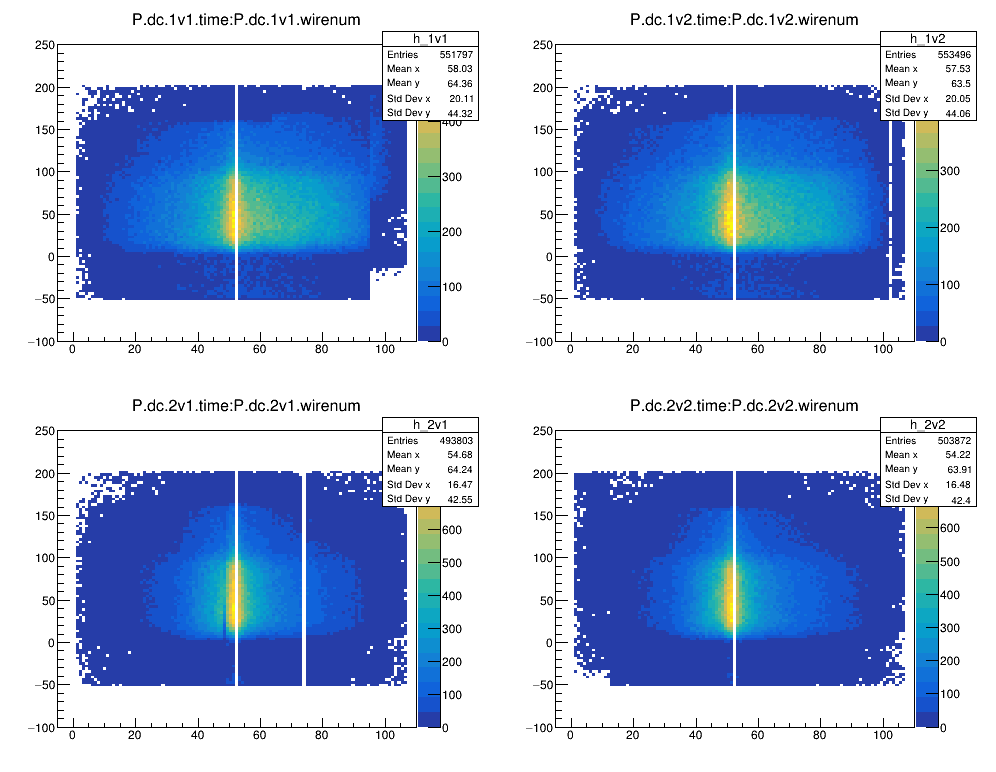 P.dc.1v1.time:P.dc.1v1.wirenum
h_1v1
Entries 551797
Mean x 58.03
Mean y 64.36
Std Dev x 20.11
Std Dev y 44.32
250
200
150
100
50
0
−50
−100
0 20 40 60 80 100
400
300
200
100
0
P.dc.1v2.time:P.dc.1v2.wirenum
h_1v2
Entries 553496
Mean x 57.53
Mean y 63.5
Std Dev x 20.05
Std Dev y 44.06
250
200
150
100
50
0
−50
−100
0 20 40 60 80 100
300
200
100
0
P.dc.2v1.time:P.dc.2v1.wirenum
h_2v1
Entries 493803
Mean x 54.68
Mean y 64.24
Std Dev x 16.47
Std Dev y 42.55
250
200
150
100
50
0
−50
−100
0 20 40 60 80 100
600
500
400
300
200
100
0
P.dc.2v2.time:P.dc.2v2.wirenum
h_2v2
Entries 503872
Mean x 54.22
Mean y 63.91
Std Dev x 16.48
Std Dev y 42.4
250
200
150
100
50
0
−50
−100
0 20 40 60 80 100
600
500
400
300
200
100
0